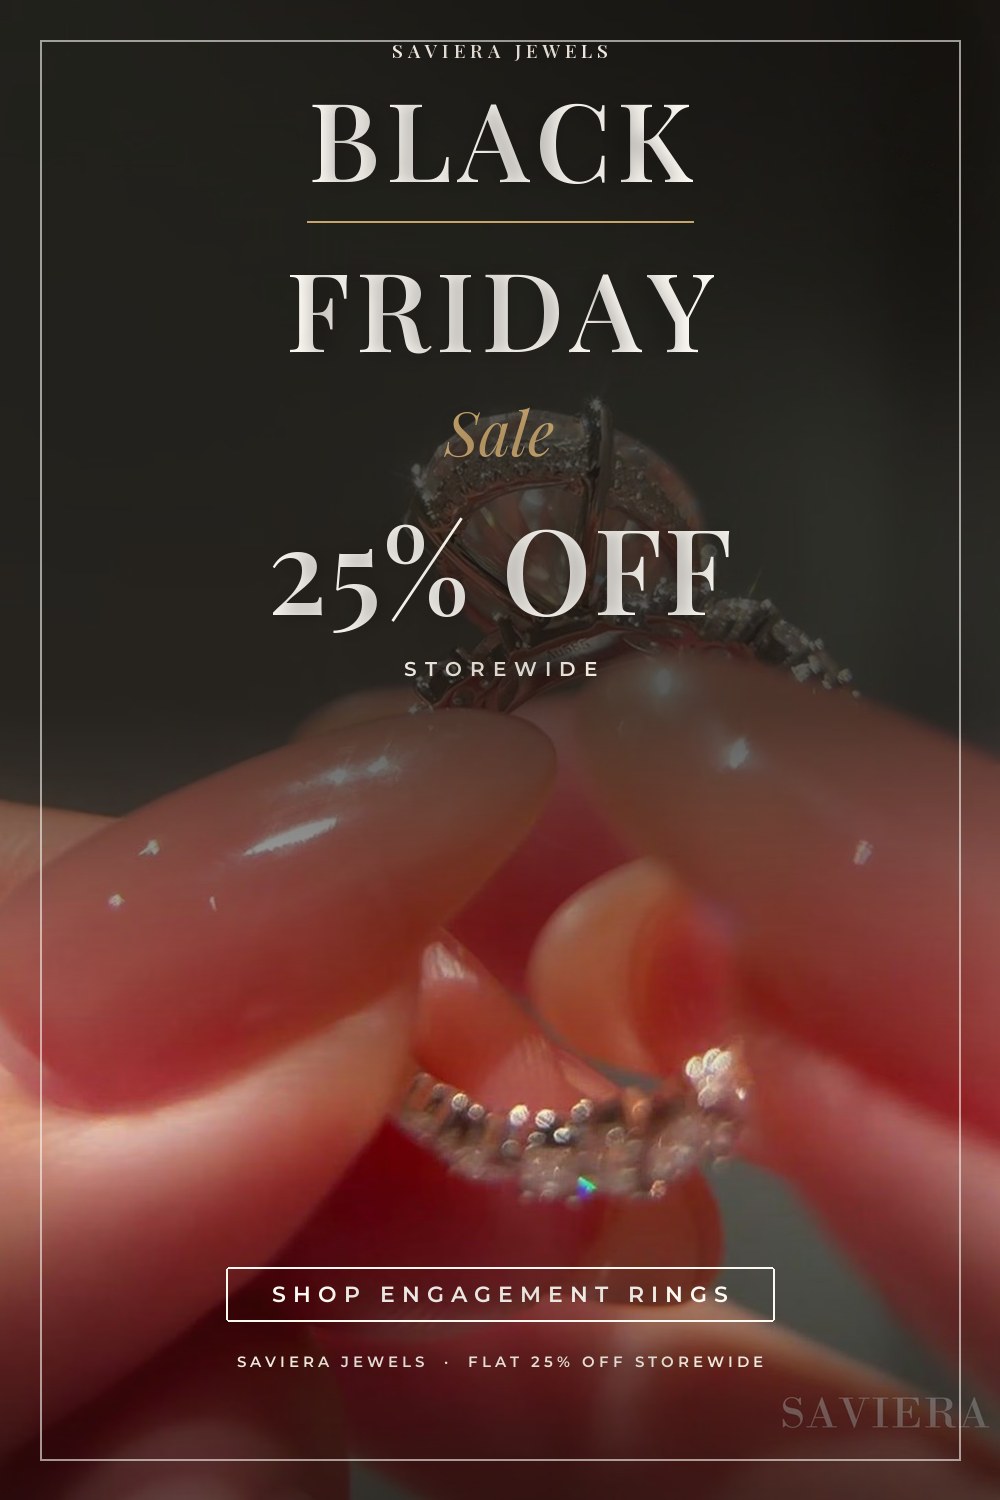 SAVIERA JEWELS
BLACK
FRIDAY
Sale
25% OFF
STOREWIDE
SHOP ENGAGEMENT RINGS
SAVIERA JEWELS · FLAT 25% OFF STOREWIDE
SAVIERA